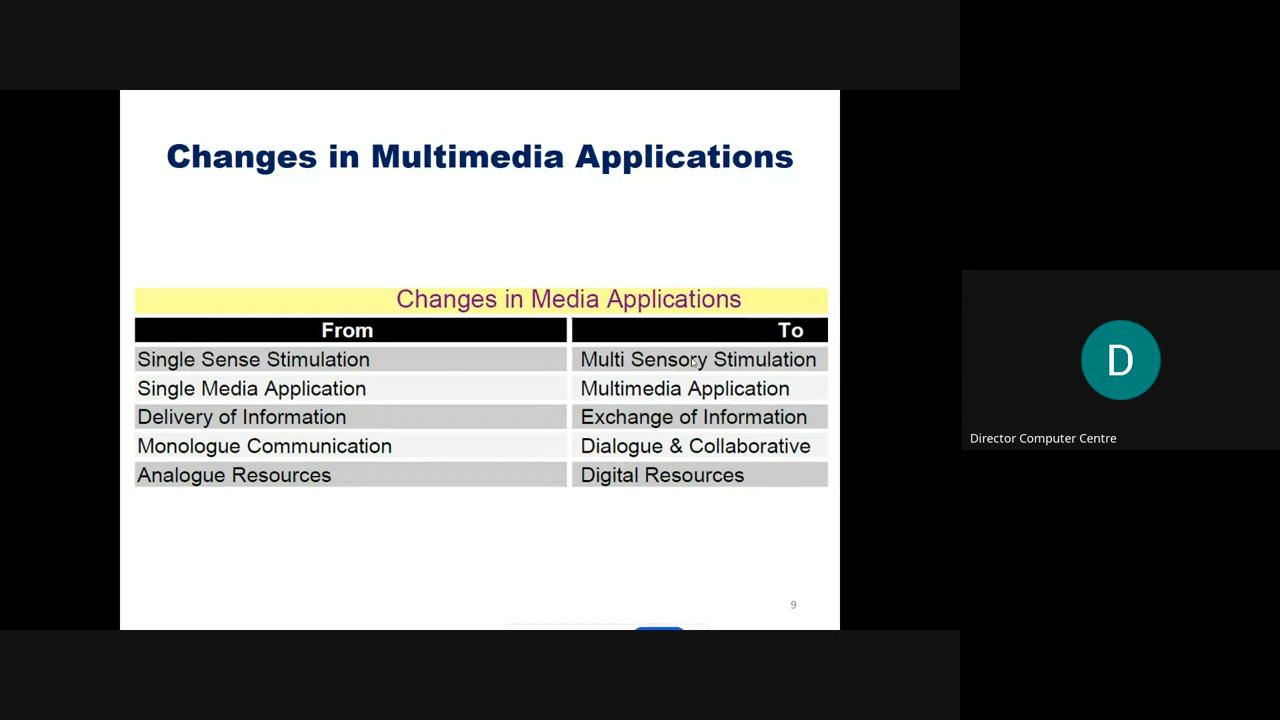 Changes in Multimedia Applications
Changes in Media Applications
From To
Single Sense Stimulation Multi Sensory Stimulation
Single Media Application Multimedia Application
Delivery of Information Exchange of Information
Monologue Communication Dialogue & Collaborative
Analogue Resources Digital Resources
9
D
Director Computer Centre